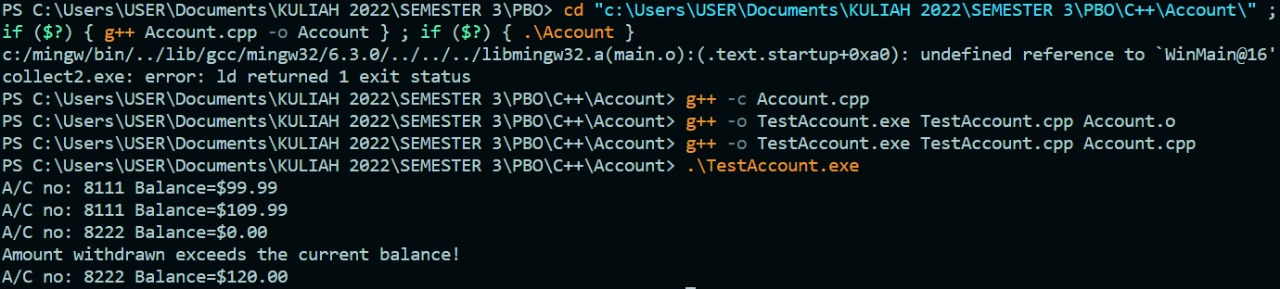 PS C:\Users\USER\Documents\KULIAH 2022\SEMESTER 3\PBO> cd "c:\Users\USER\Documents\KULIAH 2022\SEMESTER 3\PBO\C++\Account\" ;
if ($?) { g++ Account.cpp -o Account } ; if ($?) { .\Account }
c:/mingw/bin/../lib/gcc/mingw32/6.3.0/../../../libmingw32.a(main.o):(.text.startup+0xa0): undefined reference to `WinMain@16'
collect2.exe: error: ld returned 1 exit status
PS C:\Users\USER\Documents\KULIAH 2022\SEMESTER 3\PBO\C++\Account> g++ -c Account.cpp
PS C:\Users\USER\Documents\KULIAH 2022\SEMESTER 3\PBO\C++\Account> g++ -o TestAccount.exe TestAccount.cpp Account.o
PS C:\Users\USER\Documents\KULIAH 2022\SEMESTER 3\PBO\C++\Account> g++ -o TestAccount.exe TestAccount.cpp Account.cpp
PS C:\Users\USER\Documents\KULIAH 2022\SEMESTER 3\PBO\C++\Account> .\TestAccount.exe
A/C no: 8111 Balance=$99.99
A/C no: 8111 Balance=$109.99
A/C no: 8222 Balance=$0.00
Amount withdrawn exceeds the current balance!
A/C no: 8222 Balance=$120.00